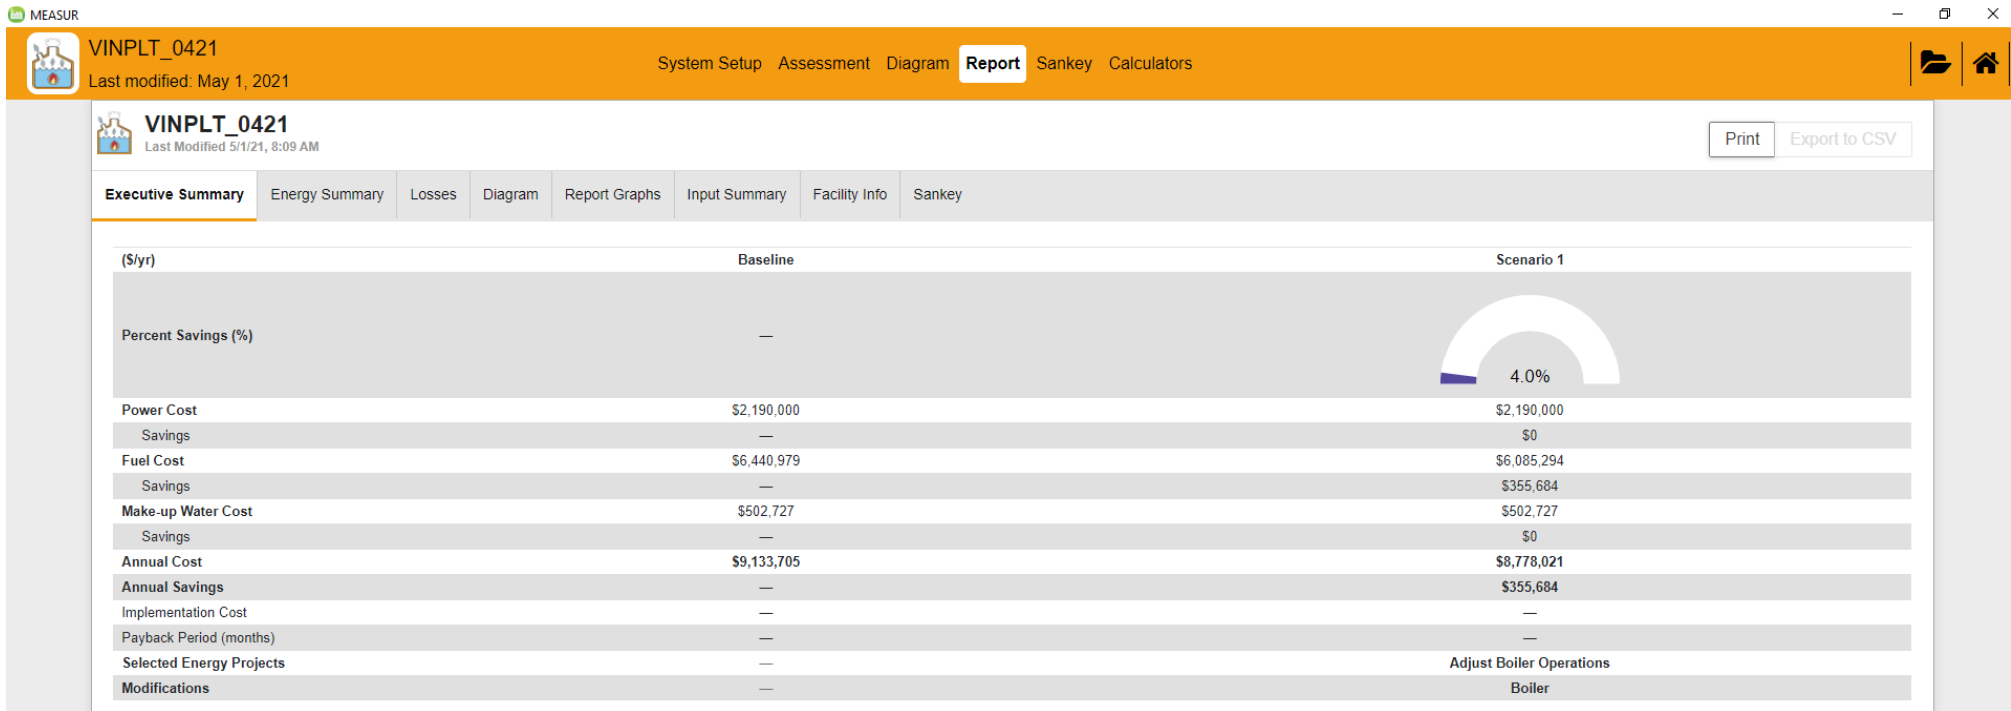 MEASUR
VINPLT_0421
Last modified: May 1, 2021
System Setup Assessment Diagram Report Sankey Calculators
VINPLT_0421
Last Modified 5/1/21, 8:09 AM
Print Export to CSV
Executive Summary Energy Summary Losses Diagram Report Graphs Input Summary Facility Info Sankey
($/yr) Baseline Scenario 1
Percent Savings (%) — 4.0%
Power Cost $2,190,000 $2,190,000
Savings — $0
Fuel Cost $6,440,979 $6,085,294
Savings — $355,684
Make-up Water Cost $502,727 $502,727
Savings — $0
Annual Cost $9,133,705 $8,778,021
Annual Savings — $355,684
Implementation Cost — —
Payback Period (months) — —
Selected Energy Projects — Adjust Boiler Operations
Modifications — Boiler